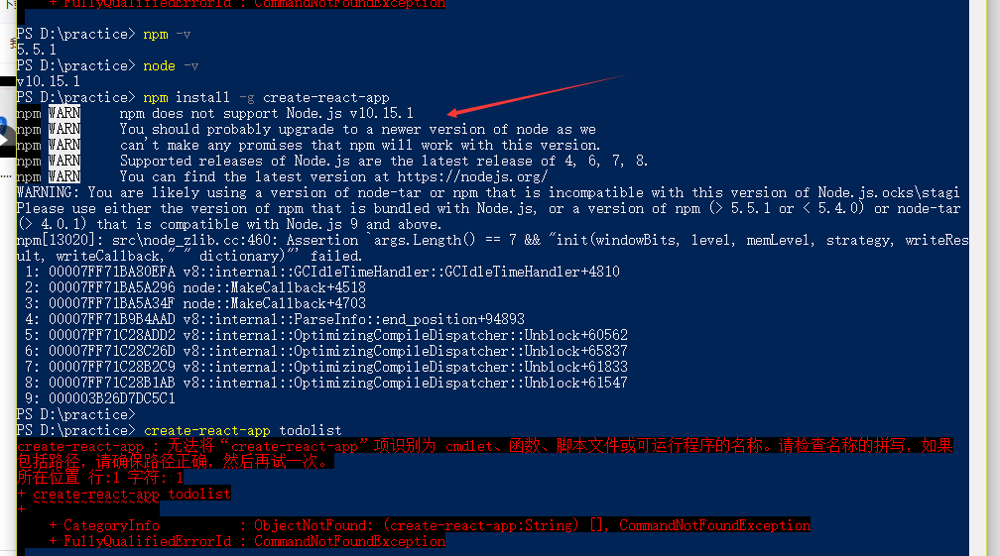 + FullyQualifiedErrorId : CommandNotFoundException
PS D:\practice> npm -v
5.5.1
PS D:\practice> node -v
v10.15.1
PS D:\practice> npm install -g create-react-app
npm WARN npm does not support Node.js v10.15.1
npm WARN You should probably upgrade to a newer version of node as we
npm WARN can't make any promises that npm will work with this version.
npm WARN Supported releases of Node.js are the latest release of 4, 6, 7, 8.
npm WARN You can find the latest version at https://nodejs.org/
WARNING: You are likely using a version of node-tar or npm that is incompatible with this version of Node.js.ocks\stagi
Please use either the version of npm that is bundled with Node.js, or a version of npm (> 5.5.1 or < 5.4.0) or node-tar
(> 4.0.1) that is compatible with Node.js 9 and above.
npm[13020]: src\node_zlib.cc:460: Assertion `args.Length() == 7 && "init(windowBits, level, memLevel, strategy, writeRes
ult, writeCallback," " dictionary)"' failed.
1: 00007FF71BA80EFA v8::internal::GCIdleTimeHandler::GCIdleTimeHandler+4810
2: 00007FF71BA5A296 node::MakeCallback+4518
3: 00007FF71BA5A34F node::MakeCallback+4703
4: 00007FF71B9B4AAD v8::internal::ParseInfo::end_position+94893
5: 00007FF71C28ADD2 v8::internal::OptimizingCompileDispatcher::Unblock+60562
6: 00007FF71C28C26D v8::internal::OptimizingCompileDispatcher::Unblock+65837
7: 00007FF71C28B2C9 v8::internal::OptimizingCompileDispatcher::Unblock+61833
8: 00007FF71C28B1AB v8::internal::OptimizingCompileDispatcher::Unblock+61547
9: 000003B26D7DC5C1
PS D:\practice>
PS D:\practice> create-react-app todolist
create-react-app : 无法将“create-react-app”项识别为 cmdlet、函数、脚本文件或可运行程序的名称。请检查名称的拼写，如果
包括路径，请确保路径正确，然后再试一次。
所在位置 行:1 字符: 1
+ create-react-app todolist
+
+ CategoryInfo : ObjectNotFound: (create-react-app:String) [], CommandNotFoundException
+ FullyQualifiedErrorId : CommandNotFoundException